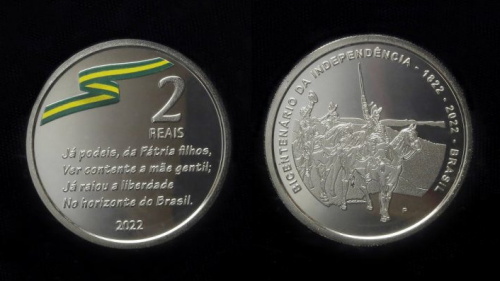 2
REAIS
Já podeis, da Pátria filhos,
Ver contente a mãe gentil;
Já raiou a liberdade
No horizonte do Brasil.
2022
BICENTENÁRIO DA INDEPENDÊNCIA - 1822 - 2022 - BRASIL